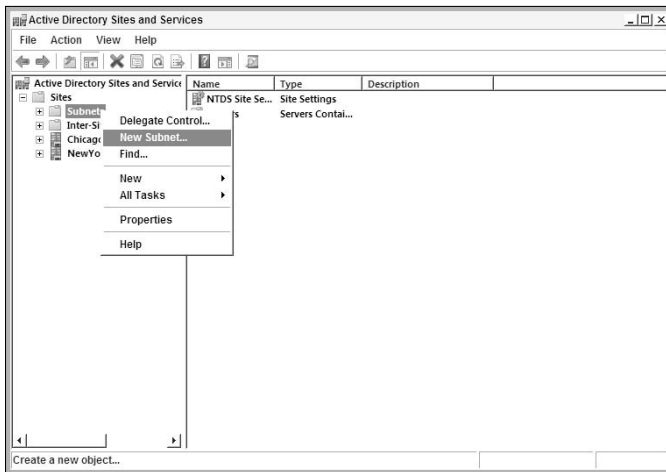 Active Directory Sites and Services
File Action View Help
Active Directory Sites and Service
Name Type Description
Sites
NTDS Site Se... Site Settings
Subnet
Servers Contai...
Inter-Si
Chicago
NewYo
Delegate Control...
New Subnet...
Find...
New
All Tasks
Properties
Help
Create a new object...